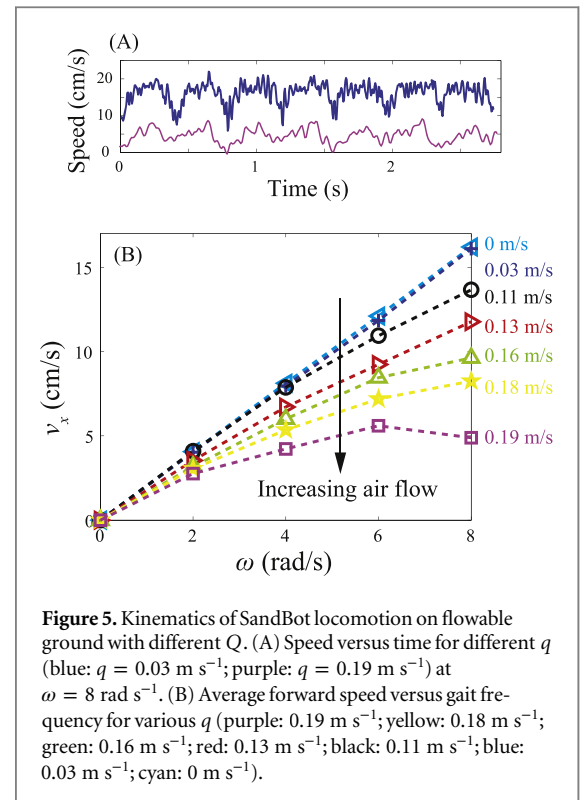 (A)
20
10
0
Speed (cm/s)
0
1
2
Time (s)
(B)
15
10
5
0
v_x (cm/s)
0 m/s
0.03 m/s
0.11 m/s
0.13 m/s
0.16 m/s
0.18 m/s
0.19 m/s
Increasing air flow
0 2 4 6 8
ω (rad/s)
Figure 5. Kinematics of SandBot locomotion on flowable
ground with different Q. (A) Speed versus time for different q
(blue: q = 0.03 m s⁻¹; purple: q = 0.19 m s⁻¹) at
ω = 8 rad s⁻¹. (B) Average forward speed versus gait fre-
quency for various q (purple: 0.19 m s⁻¹; yellow: 0.18 m s⁻¹;
green: 0.16 m s⁻¹; red: 0.13 m s⁻¹; black: 0.11 m s⁻¹; blue:
0.03 m s⁻¹; cyan: 0 m s⁻¹).